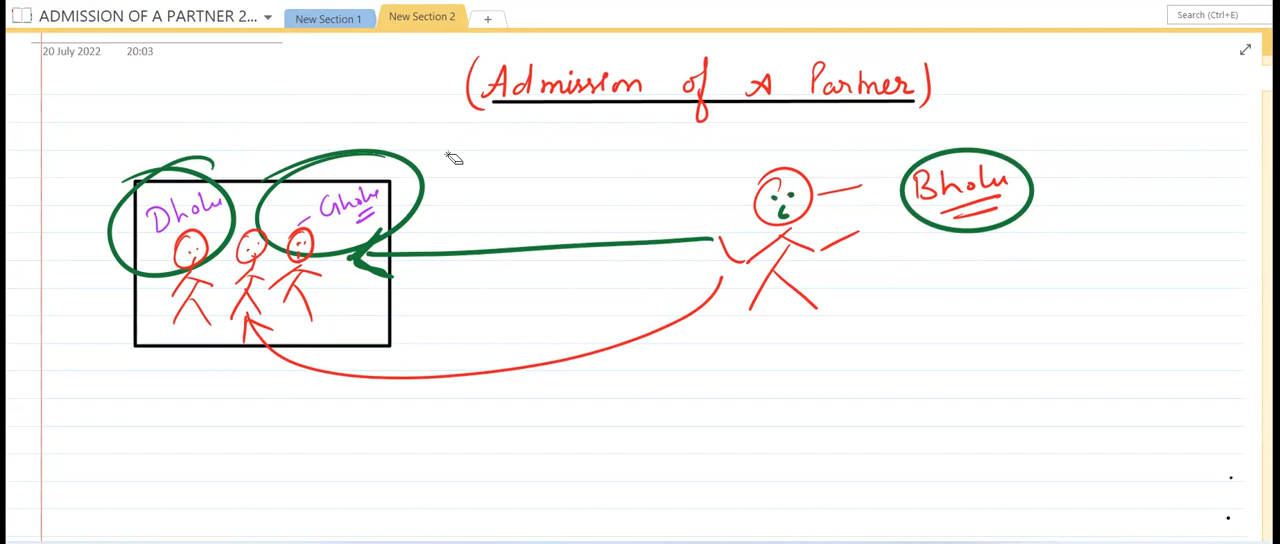 ADMISSION OF A PARTNER 2...
New Section 1
New Section 2
+
Search (Ctrl+E)
20 July 2022 20:03
(Admission of A Partner)
Dholu
Gholu
Bholu